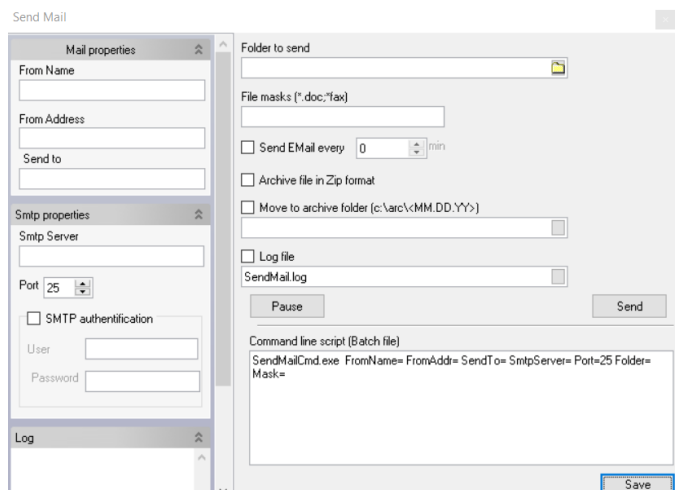 Send Mail
Mail properties
From Name
From Address
Send to
Smtp properties
Smtp Server
Port 25
SMTP authentification
User
Password
Log
Folder to send
File masks (*.doc;*fax)
Send EMail every 0 min
Archive file in Zip format
Move to archive folder (c:\arc\<MM.DD.YY>)
Log file
SendMail.log
Pause Send
Command line script (Batch file)
SendMailCmd.exe FromName= FromAddr= SendTo= SmtpServer= Port=25 Folder=
Mask=
Save